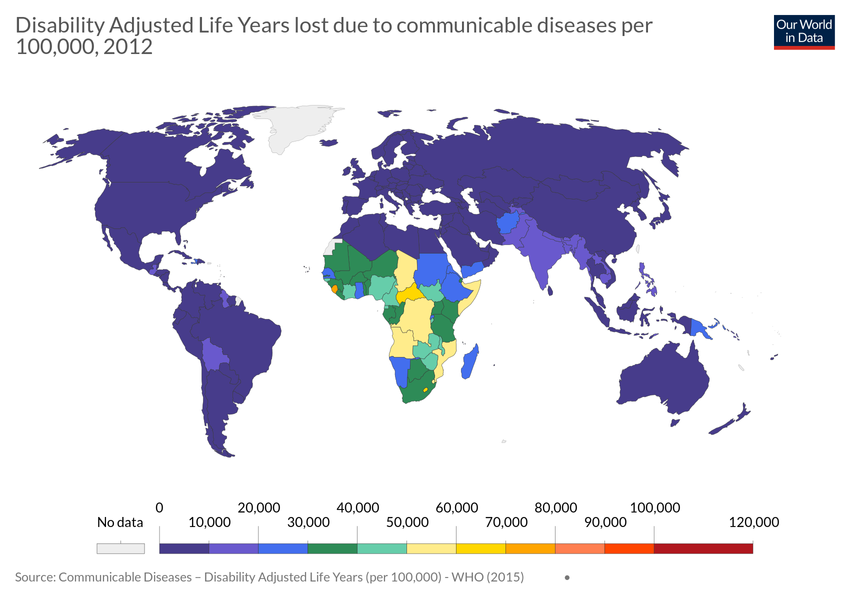 Disability Adjusted Life Years lost due to communicable diseases per
100,000, 2012
Our World
in Data
0 20,000 40,000 60,000 80,000 100,000
No data 10,000 30,000 50,000 70,000 90,000 120,000
Source: Communicable Diseases – Disability Adjusted Life Years (per 100,000) - WHO (2015) •